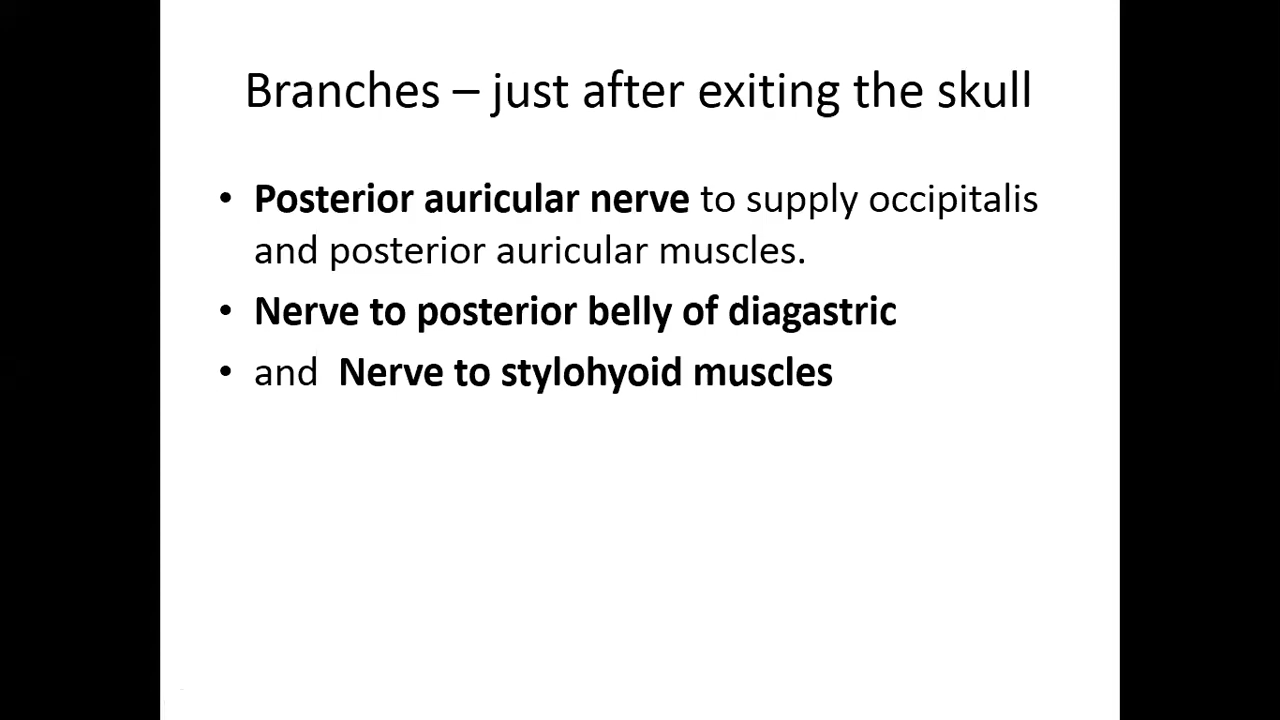 Branches – just after exiting the skull
• Posterior auricular nerve to supply occipitalis
and posterior auricular muscles.
• Nerve to posterior belly of diagastric
• and Nerve to stylohyoid muscles